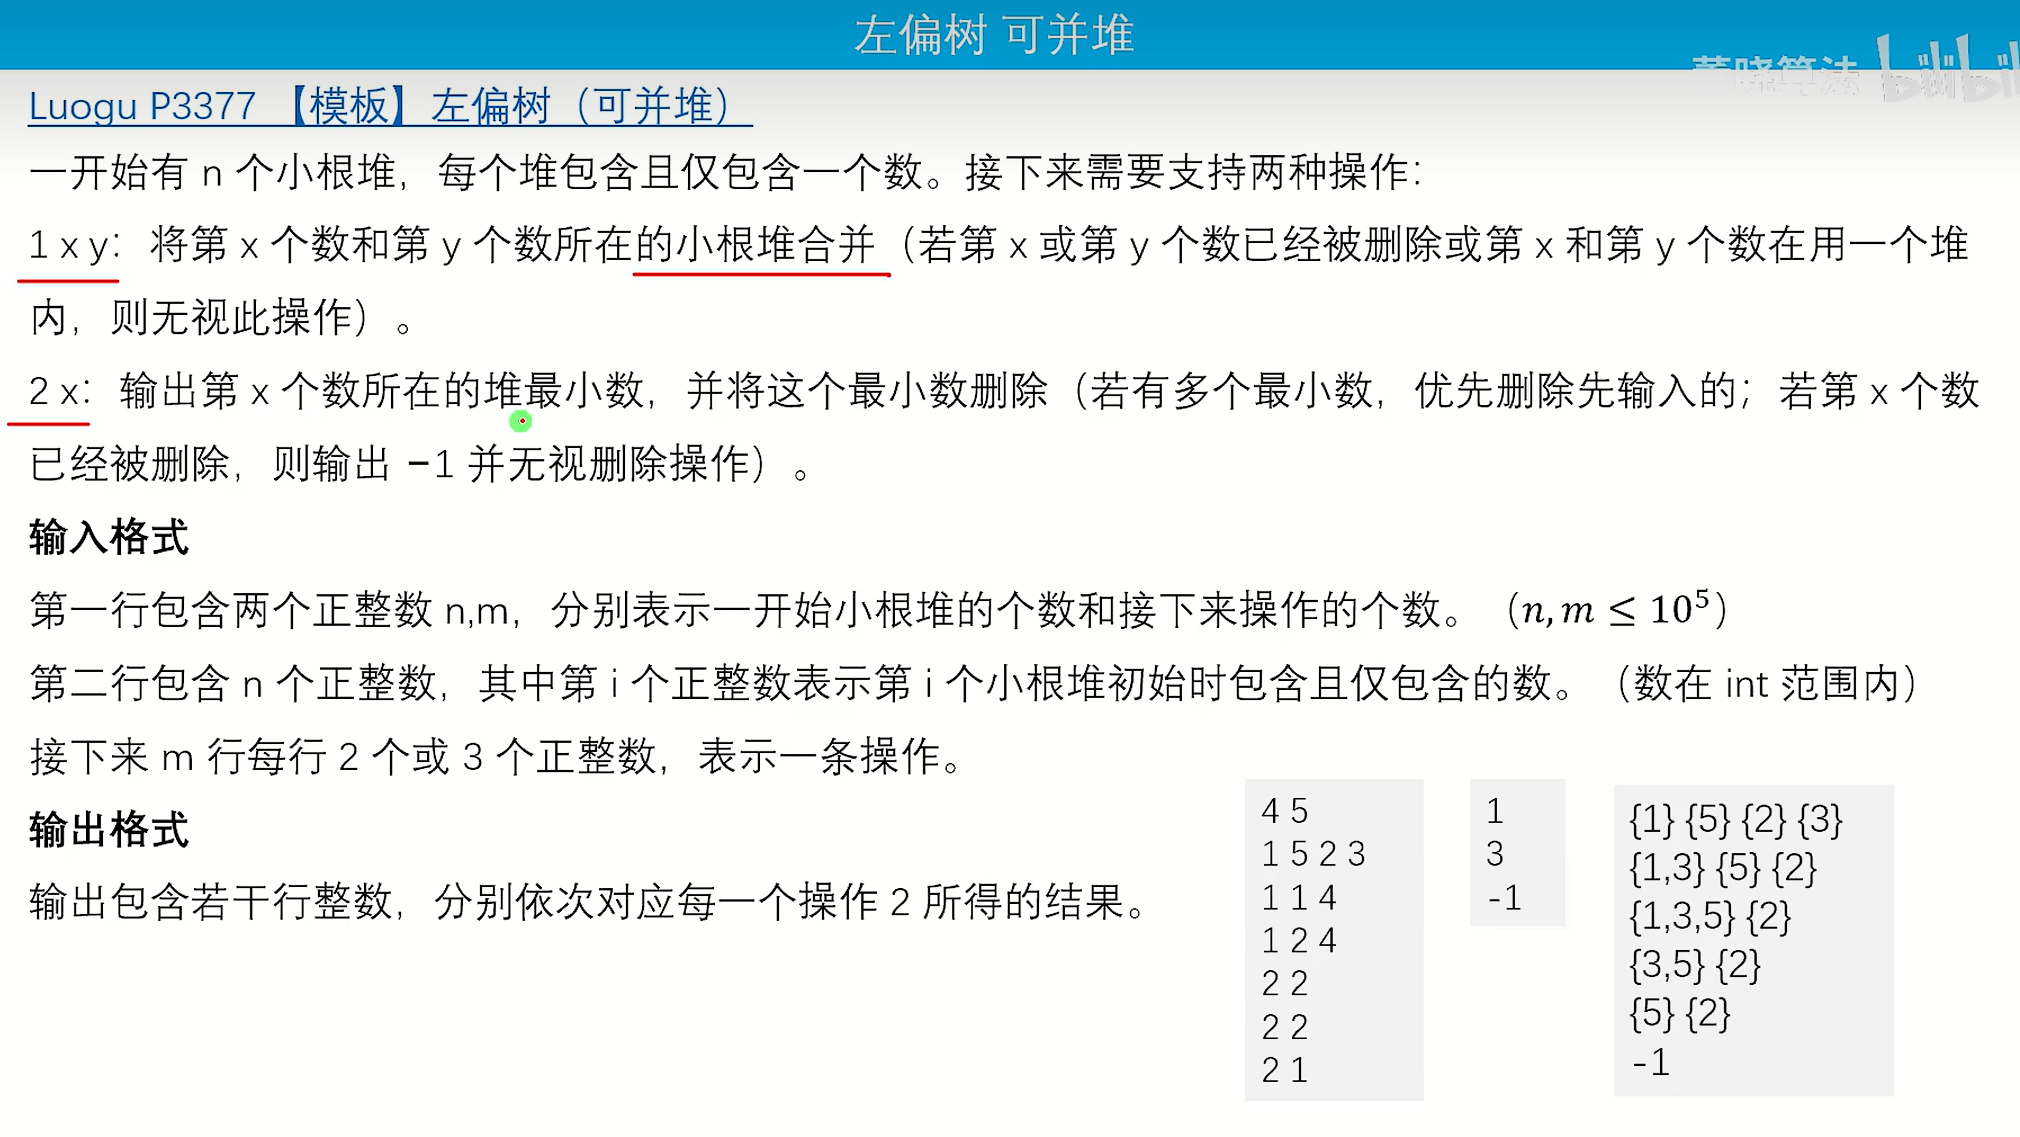 左偏树 可并堆
董晓算法 bilibili
Luogu P3377 【模板】左偏树（可并堆）
一开始有 n 个小根堆，每个堆包含且仅包含一个数。接下来需要支持两种操作：
1 x y：将第 x 个数和第 y 个数所在的小根堆合并（若第 x 或第 y 个数已经被删除或第 x 和第 y 个数在用一个堆
内，则无视此操作）。
2 x：输出第 x 个数所在的堆最小数，并将这个最小数删除（若有多个最小数，优先删除先输入的；若第 x 个数
已经被删除，则输出 −1 并无视删除操作）。
输入格式
第一行包含两个正整数 n,m，分别表示一开始小根堆的个数和接下来操作的个数。（n, m ≤ 10⁵）
第二行包含 n 个正整数，其中第 i 个正整数表示第 i 个小根堆初始时包含且仅包含的数。（数在 int 范围内）
接下来 m 行每行 2 个或 3 个正整数，表示一条操作。
输出格式
输出包含若干行整数，分别依次对应每一个操作 2 所得的结果。
4 5
1 5 2 3
1 1 4
1 2 4
2 2
2 2
2 1
1
3
-1
{1} {5} {2} {3}
{1,3} {5} {2}
{1,3,5} {2}
{3,5} {2}
{5} {2}
-1